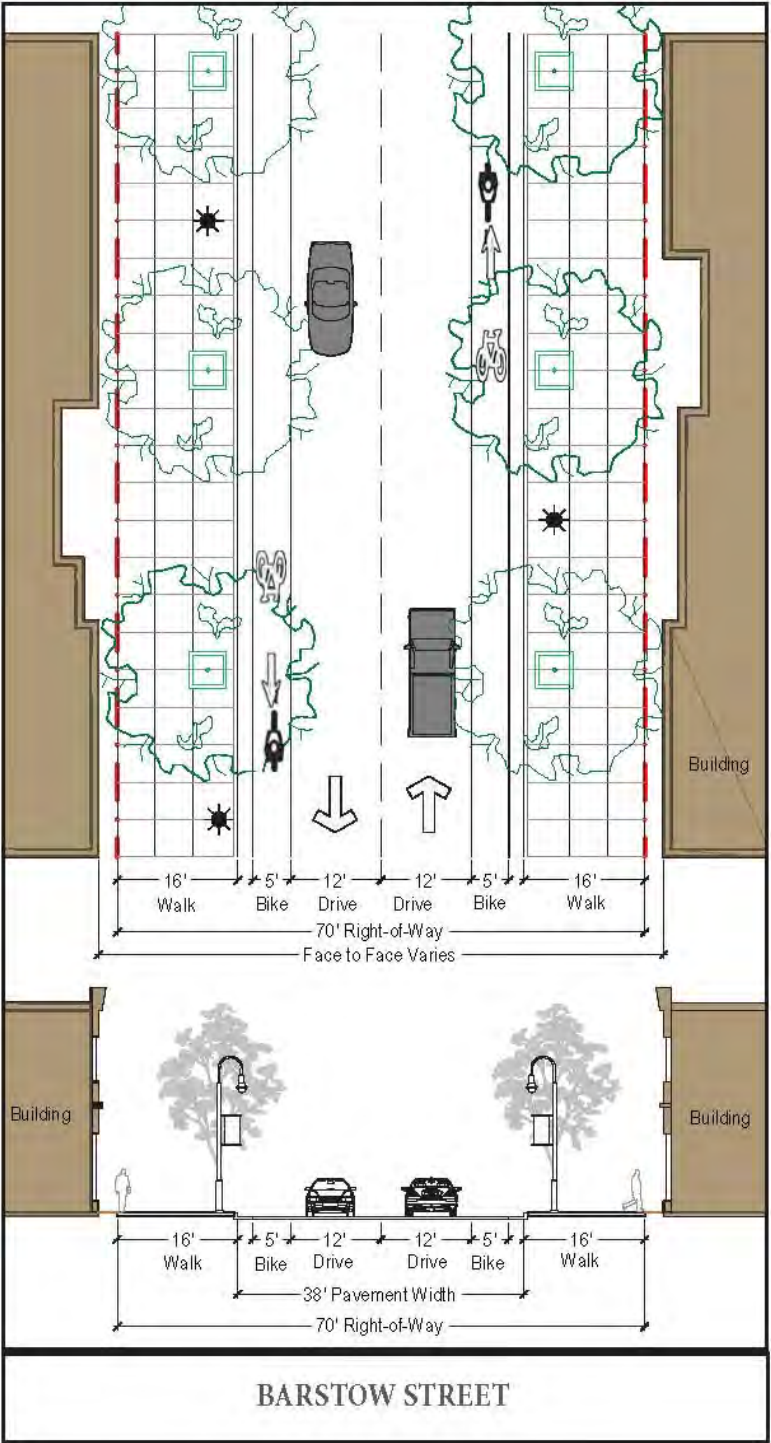 Building
16' 5' 12' 12' 5' 16'
Walk Bike Drive Drive Bike Walk
70' Right-of-Way
Face to Face Varies
Building Building
16' 5' 12' 12' 5' 16'
Walk Bike Drive Drive Bike Walk
38' Pavement Width
70' Right-of-Way
BARSTOW STREET